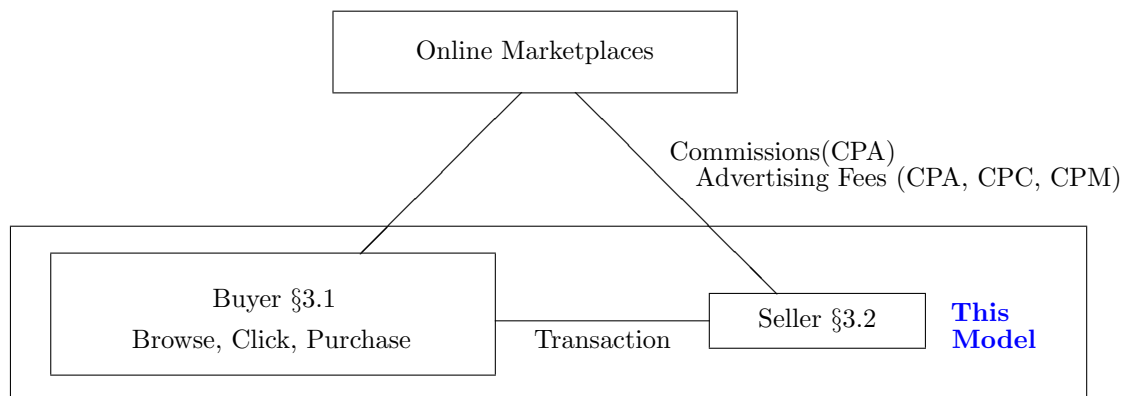 Online Marketplaces
Commissions(CPA)
Advertising Fees (CPA, CPC, CPM)
Buyer §3.1
Browse, Click, Purchase
Transaction
Seller §3.2
This
Model